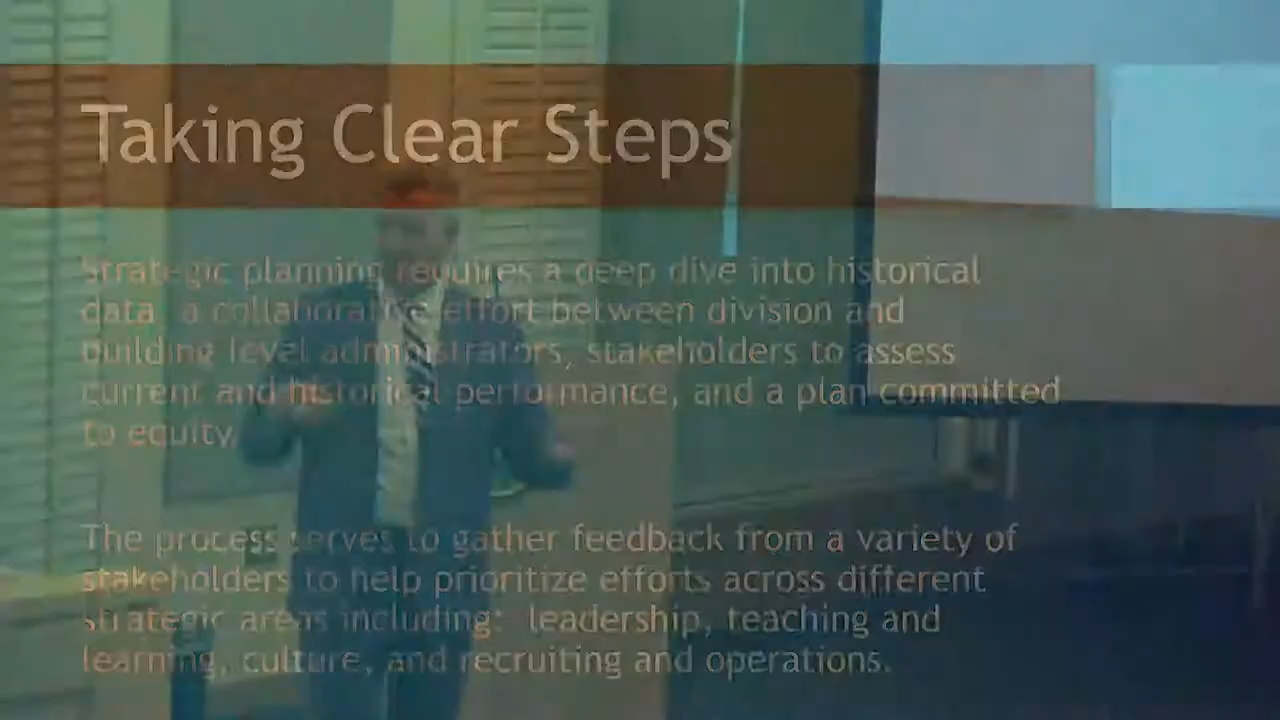 Taking Clear Steps
Strategic planning requires a deep dive into historical
data, a collaborative effort between division and
building level administrators, stakeholders to assess
current and historical performance, and a plan committed
to equity.
The process serves to gather feedback from a variety of
stakeholders to help prioritize efforts across different
strategic areas including: leadership, teaching and
learning, culture, and recruiting and operations.